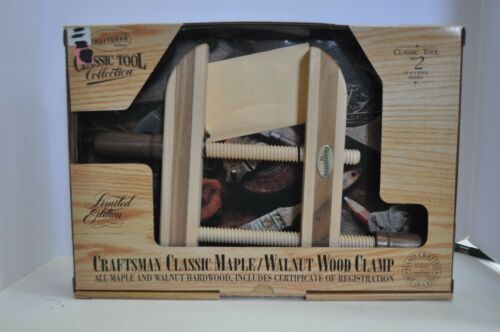 CRAFTSMAN
CLASSIC TOOL
Collection
CLASSIC TOOL
No.
2
Limited
Edition
CRAFTSMAN
CRAFTSMAN CLASSIC MAPLE/WALNUT WOOD CLAMP
ALL MAPLE AND WALNUT HARDWOOD, INCLUDES CERTIFICATE OF REGISTRATION